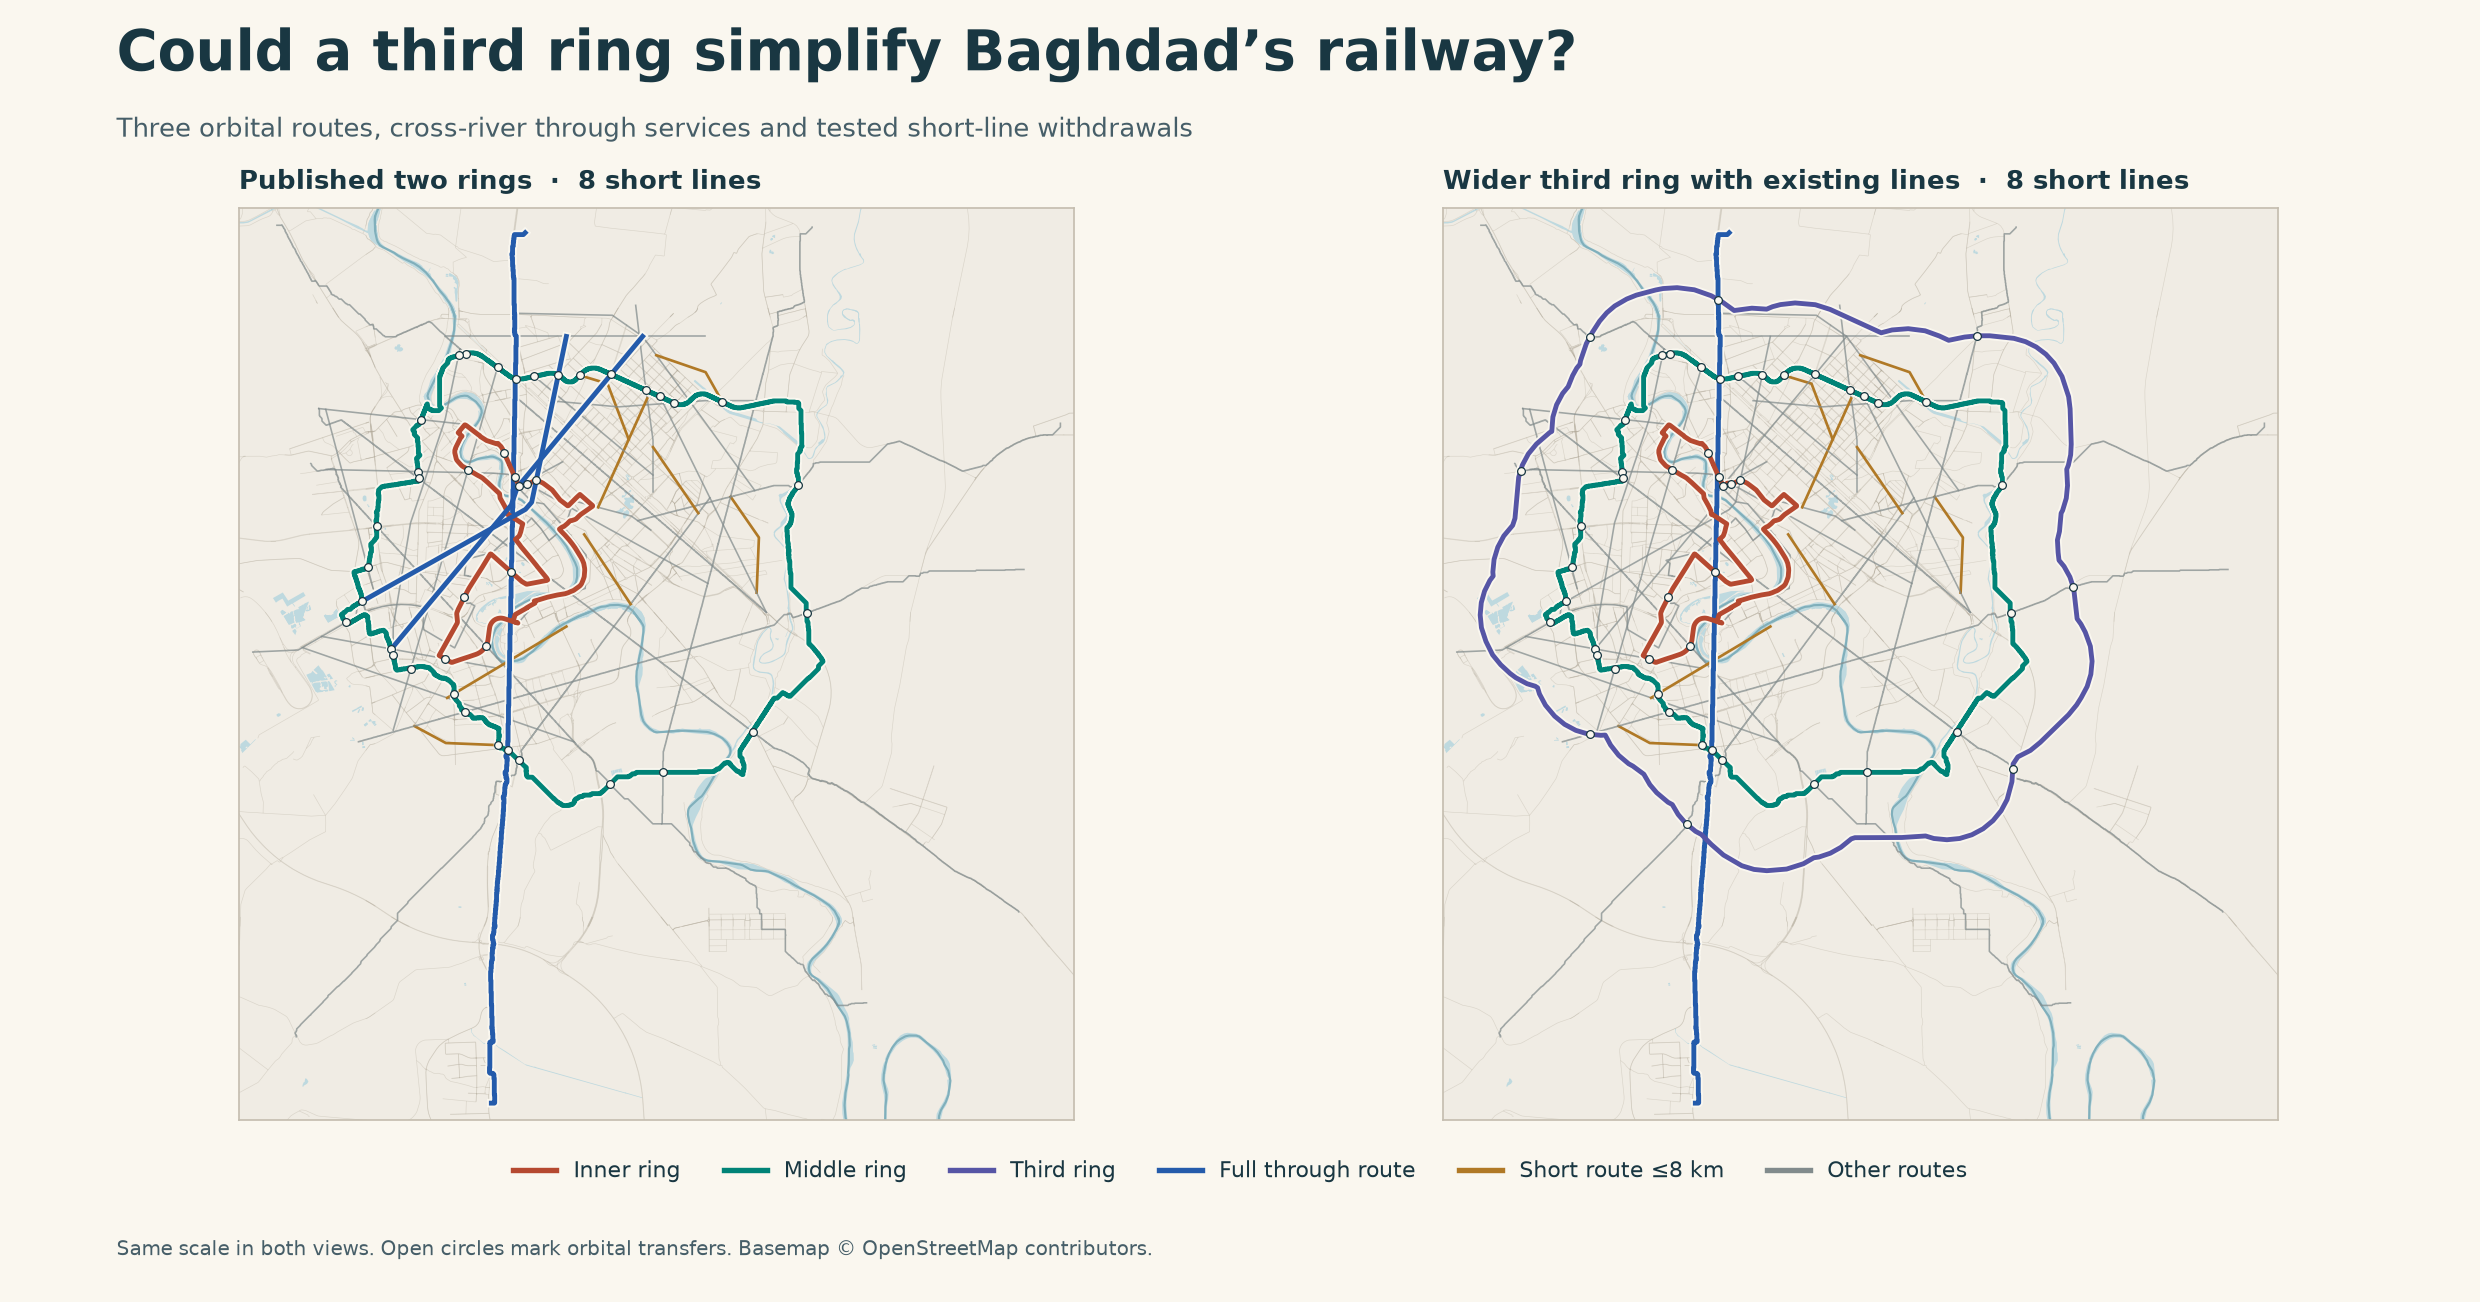 Could a third ring simplify Baghdad’s railway?
Three orbital routes, cross-river through services and tested short-line withdrawals
Published two rings · 8 short lines
Wider third ring with existing lines · 8 short lines
Inner ring
Middle ring
Third ring
Full through route
Short route ≤8 km
Other routes
Same scale in both views. Open circles mark orbital transfers. Basemap © OpenStreetMap contributors.